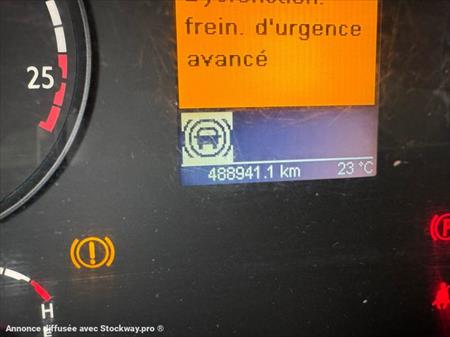 frein. d'urgence
avancé
25
488941.1 km
23 °C
H
Annonce diffusée avec Stockway.pro ®